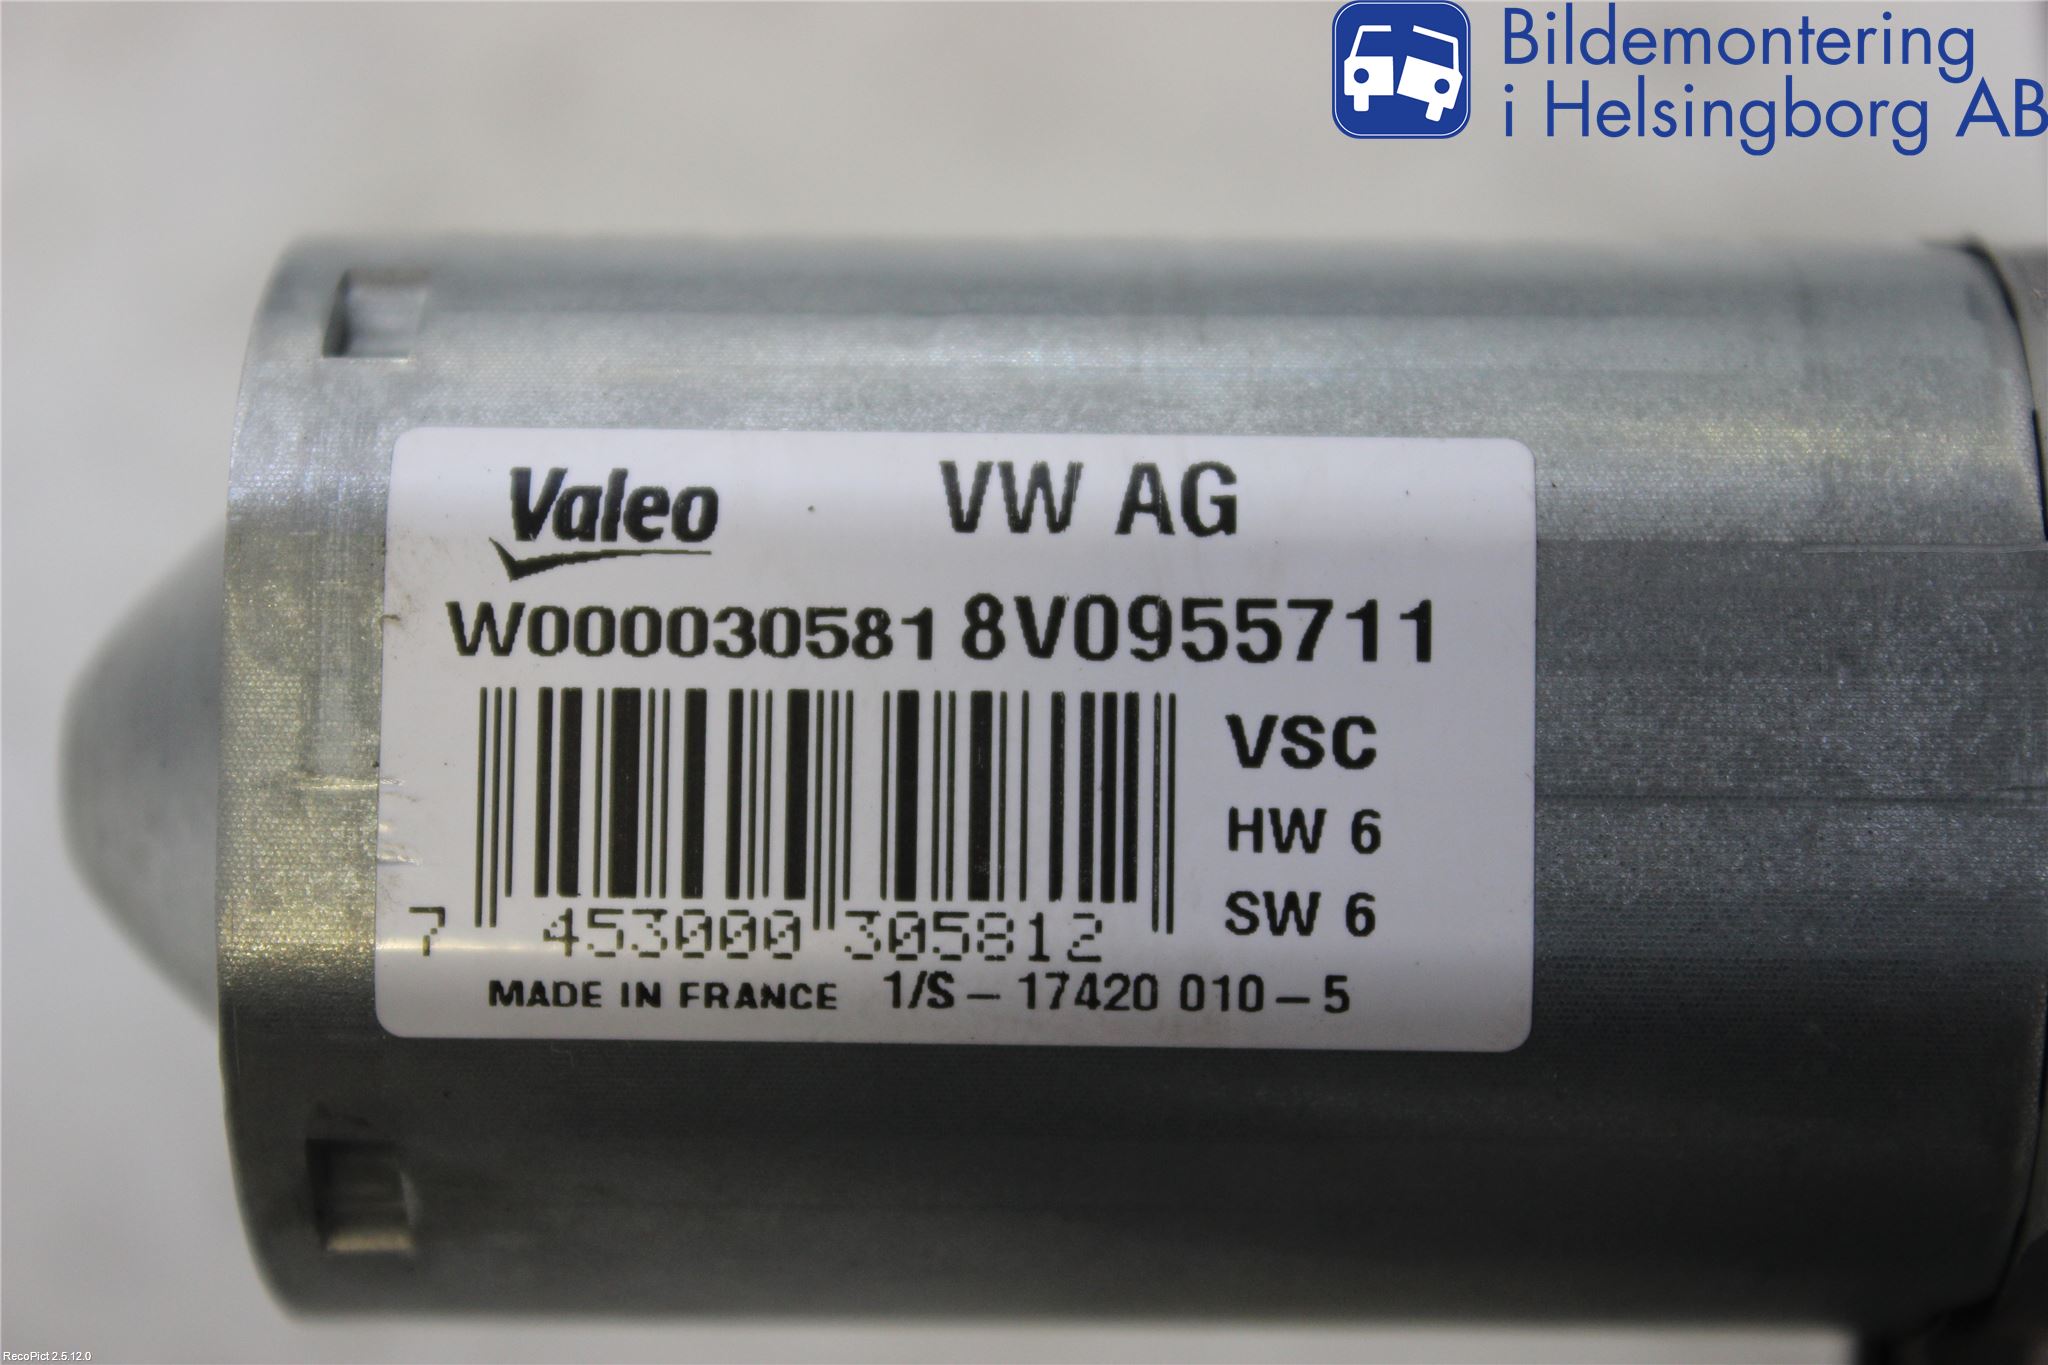 Bildemontering
i Helsingborg AB
Valeo VW AG
W000030581 8V0955711
VSC
HW 6
SW 6
7 453000 305812
MADE IN FRANCE 1/S - 17420 010 - 5
RecoPict 2.5.12.0